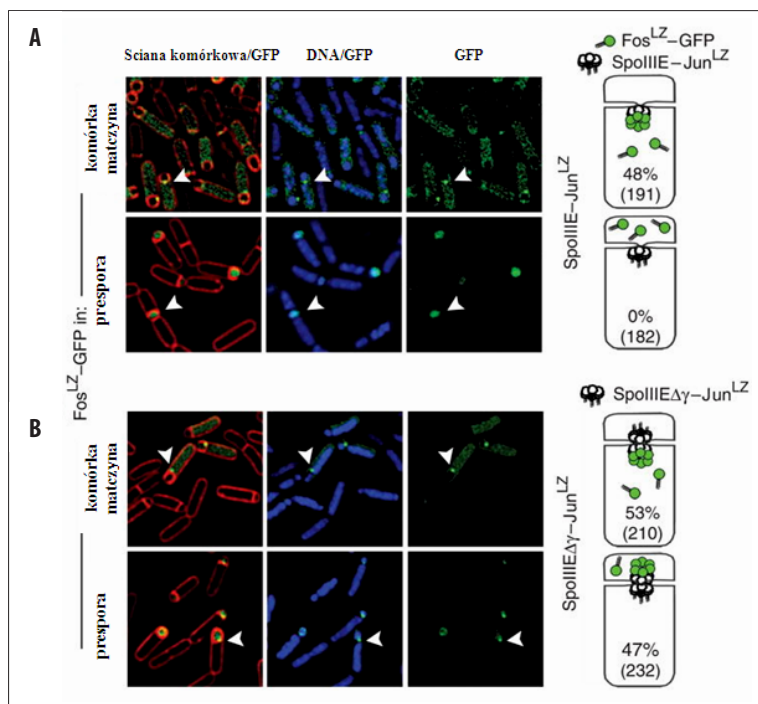 A
Sciana komórkowa/GFP
DNA/GFP
GFP
Fos^LZ–GFP
SpoIIIE–Jun^LZ
komórka
matczyna
prespora
Fos^LZ–GFP in:
SpoIIIE–Jun^LZ
48%
(191)
0%
(182)
B
SpoIIIEΔγ–Jun^LZ
komórka
matczyna
prespora
SpoIIIEΔγ–Jun^LZ
53%
(210)
47%
(232)